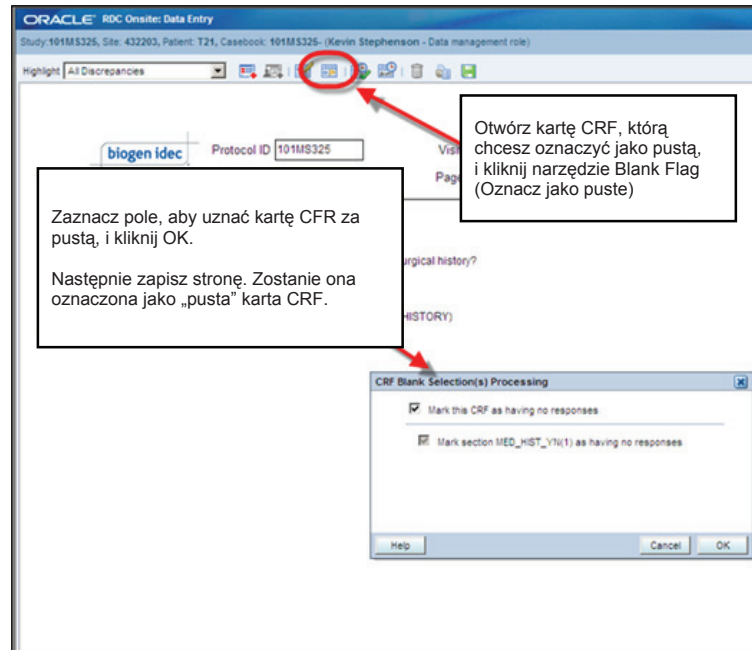 ORACLE RDC Onsite: Data Entry
Study:101MS325, Site: 432203, Patient: T21, Casebook: 101MS325- (Kevin Stephenson - Data management role)
Highlight All Discrepancies
biogen idec
Protocol ID 101MS325
Visi
Page
Otwórz kartę CRF, którą
chcesz oznaczyć jako pustą,
i kliknij narzędzie Blank Flag
(Oznacz jako puste)
Zaznacz pole, aby uznać kartę CFR za
pustą, i kliknij OK.
Następnie zapisz stronę. Zostanie ona
oznaczona jako „pusta” karta CRF.
urgical history?
HISTORY)
CRF Blank Selection(s) Processing
Mark this CRF as having no responses
Mark section MED_HIST_YN(1) as having no responses
Help
Cancel
OK